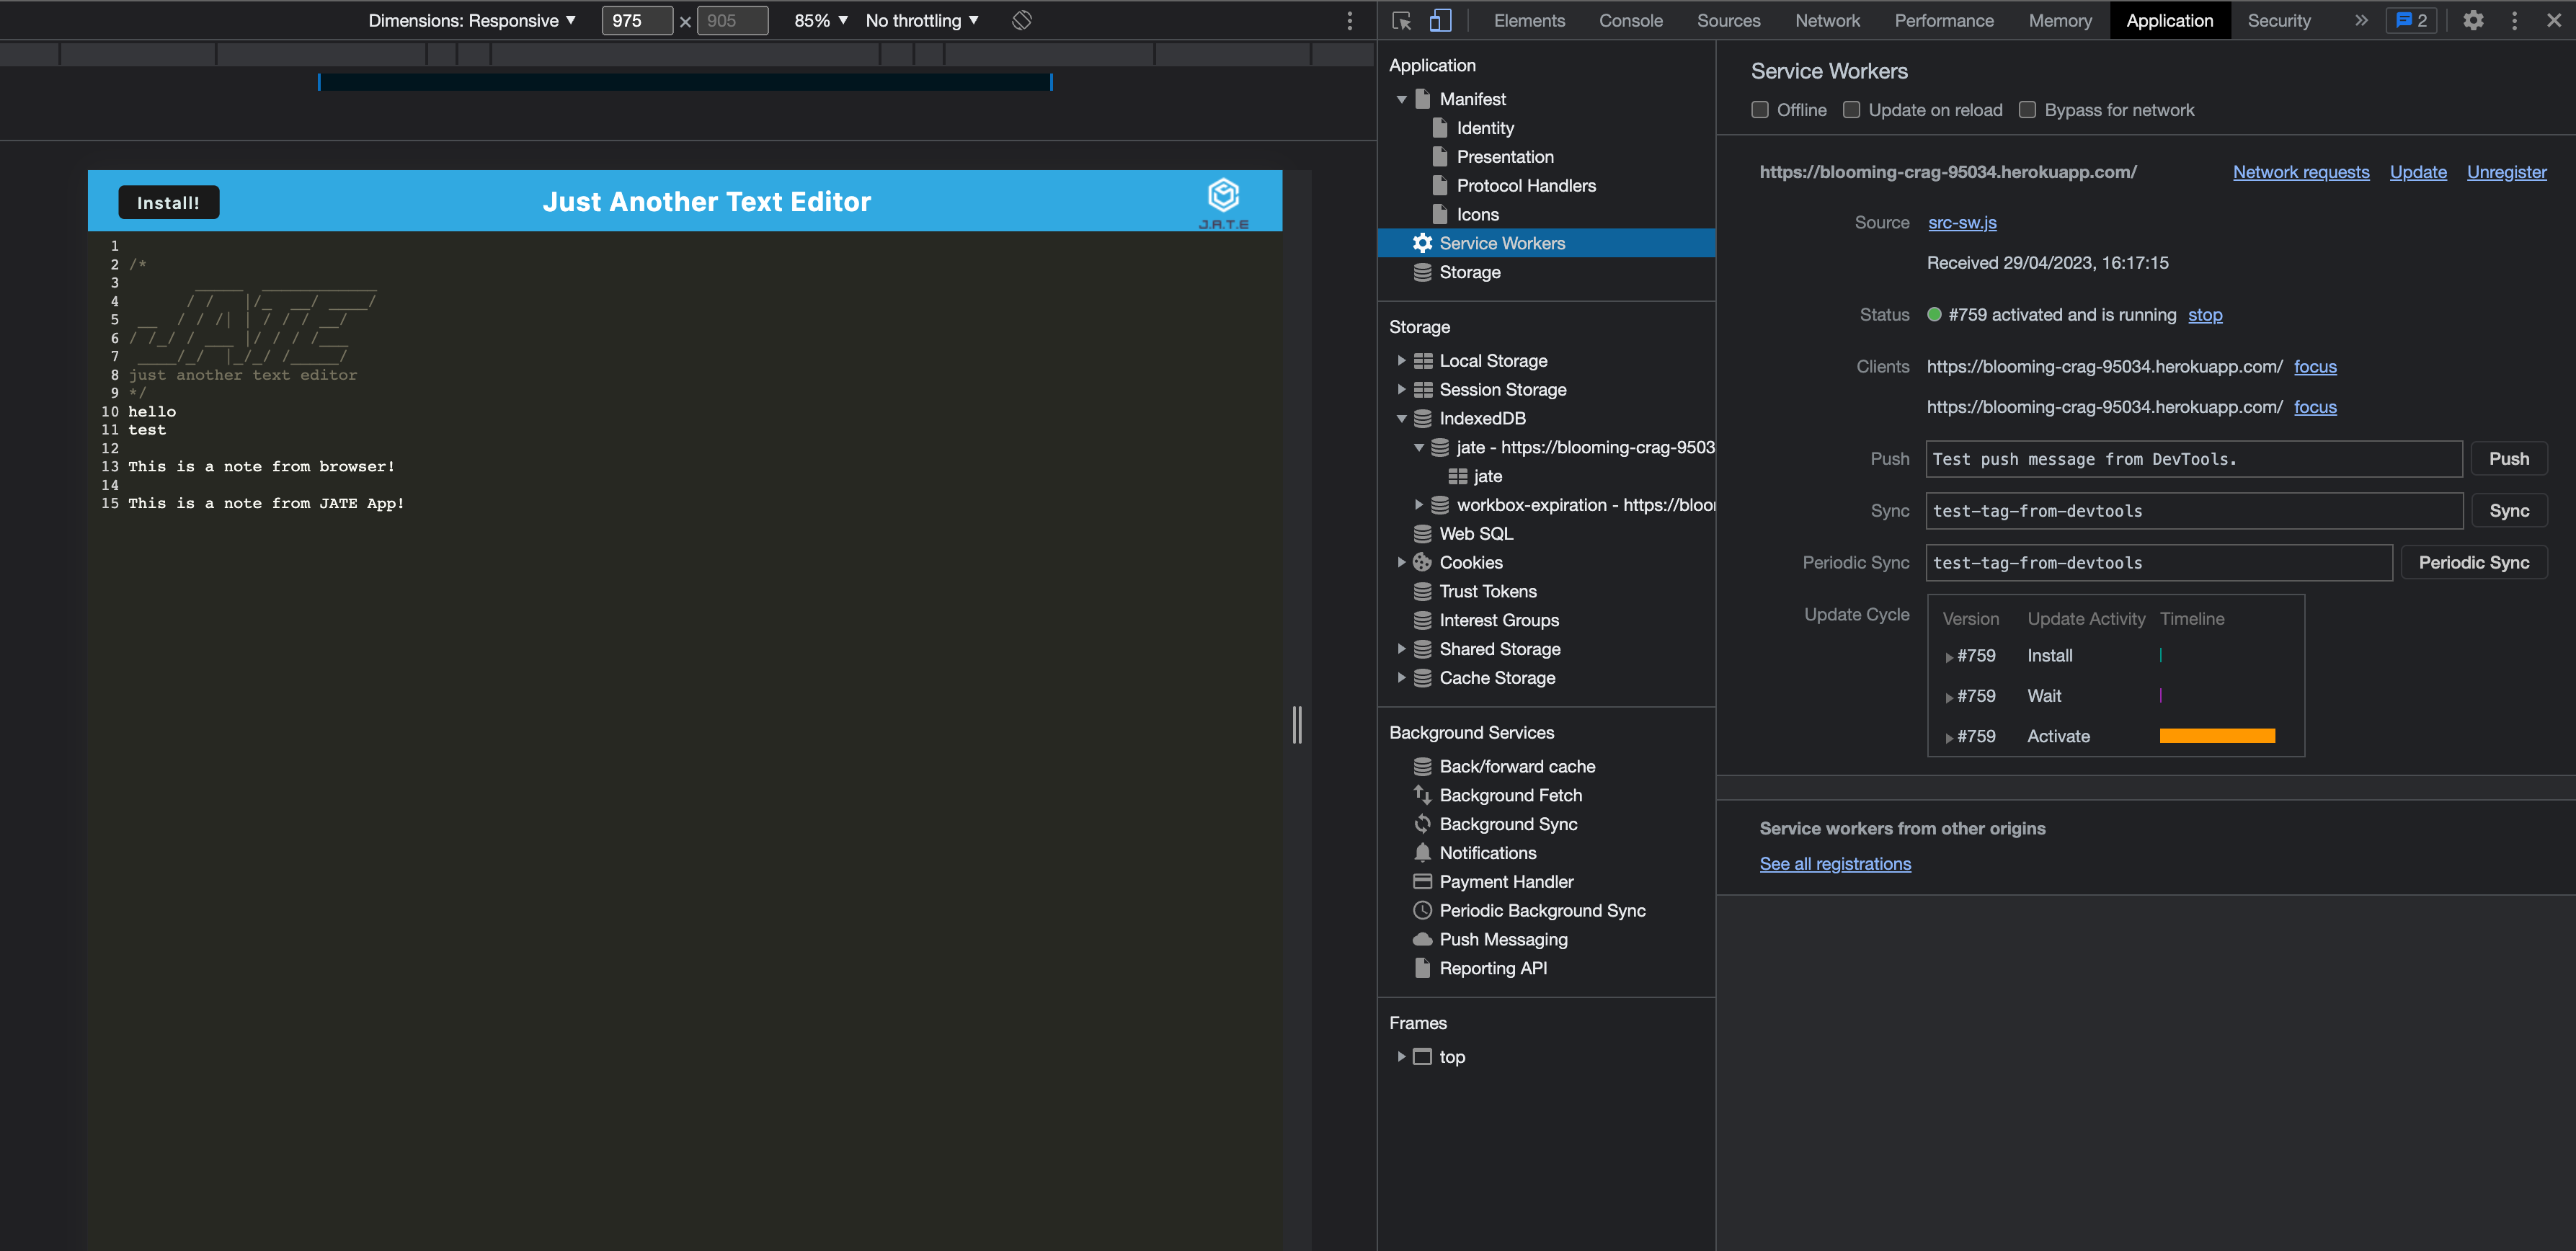 Dimensions: Responsive ▼ 975 × 905 85% ▼ No throttling ▼
Install!
Just Another Text Editor
J.A.T.E
1
2 /*
3      _____ ____________
4      / /   |/_  __/ ____/
5  __ / / /| | / / / __/
6 / /_/ / ___ |/ / / /___
7  ____/_/  |_/_/ /_____/
8 just another text editor
9 */
10 hello
11 test
12
13 This is a note from browser!
14
15 This is a note from JATE App!
Elements Console Sources Network Performance Memory Application Security » 2
Application
Manifest
Identity
Presentation
Protocol Handlers
Icons
Service Workers
Storage
Storage
Local Storage
Session Storage
IndexedDB
jate - https://blooming-crag-9503
jate
workbox-expiration - https://bloo
Web SQL
Cookies
Trust Tokens
Interest Groups
Shared Storage
Cache Storage
Background Services
Back/forward cache
Background Fetch
Background Sync
Notifications
Payment Handler
Periodic Background Sync
Push Messaging
Reporting API
Frames
top
Service Workers
Offline Update on reload Bypass for network
https://blooming-crag-95034.herokuapp.com/ Network requests Update Unregister
Source src-sw.js
Received 29/04/2023, 16:17:15
Status #759 activated and is running stop
Clients https://blooming-crag-95034.herokuapp.com/ focus
https://blooming-crag-95034.herokuapp.com/ focus
Push Test push message from DevTools. Push
Sync test-tag-from-devtools Sync
Periodic Sync test-tag-from-devtools Periodic Sync
Update Cycle Version Update Activity Timeline
#759 Install
#759 Wait
#759 Activate
Service workers from other origins
See all registrations